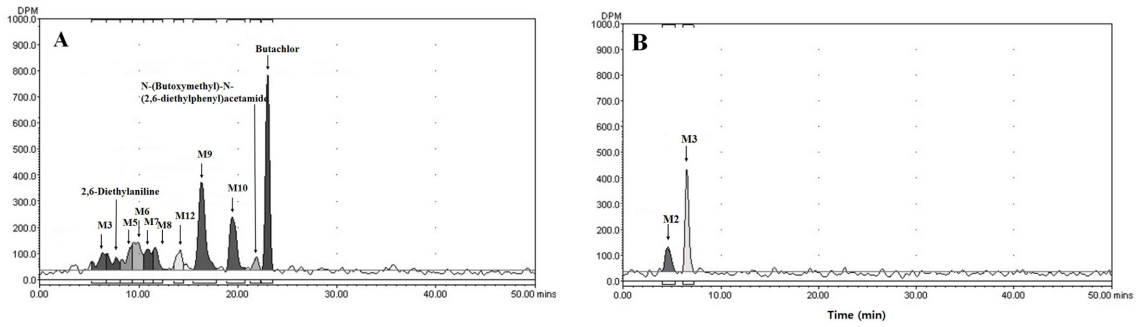 DPM
1000.0
A
900.0
800.0
700.0
600.0
500.0
400.0
300.0
200.0
100.0
0.0
Butachlor
N-(Butoxymethyl)-N-
(2,6-diethylphenyl)acetamide
M9
2,6-Diethylaniline
M10
M3
M5
M6
M7
M8
M12
0.00
10.00
20.00
30.00
40.00
50.00 mins
DPM
1000.0
B
900.0
800.0
700.0
600.0
500.0
400.0
300.0
200.0
100.0
0.0
M3
M2
0.00
10.00
20.00
30.00
40.00
50.00 mins
Time (min)